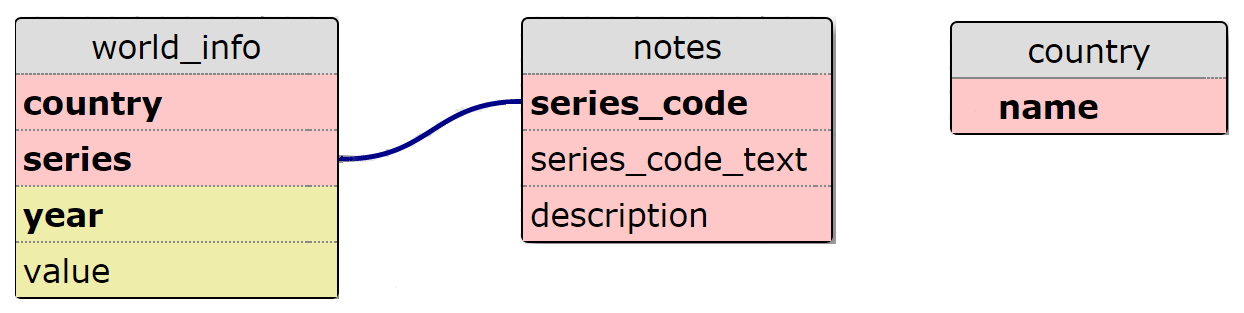 world_info
country
series
year
value
notes
series_code
series_code_text
description
country
name